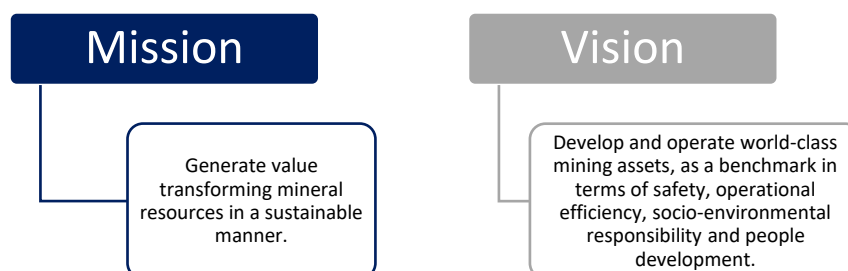 Mission
Generate value
transforming mineral
resources in a sustainable
manner.
Vision
Develop and operate world-class
mining assets, as a benchmark in
terms of safety, operational
efficiency, socio-environmental
responsibility and people
development.